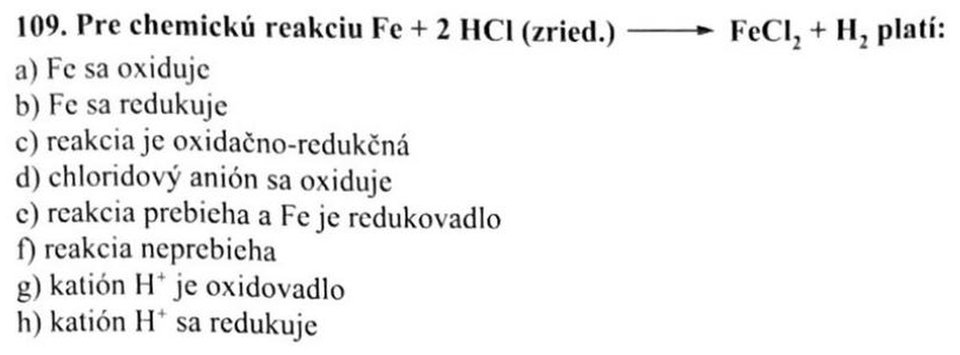 109. Pre chemickú reakciu Fe + 2 HCl (zried.) ⟶ FeCl₂ + H₂ platí:
a) Fe sa oxiduje
b) Fe sa redukuje
c) reakcia je oxidačno-redukčná
d) chloridový anión sa oxiduje
e) reakcia prebieha a Fe je redukovadlo
f) reakcia neprebieha
g) katión H⁺ je oxidovadlo
h) katión H⁺ sa redukuje